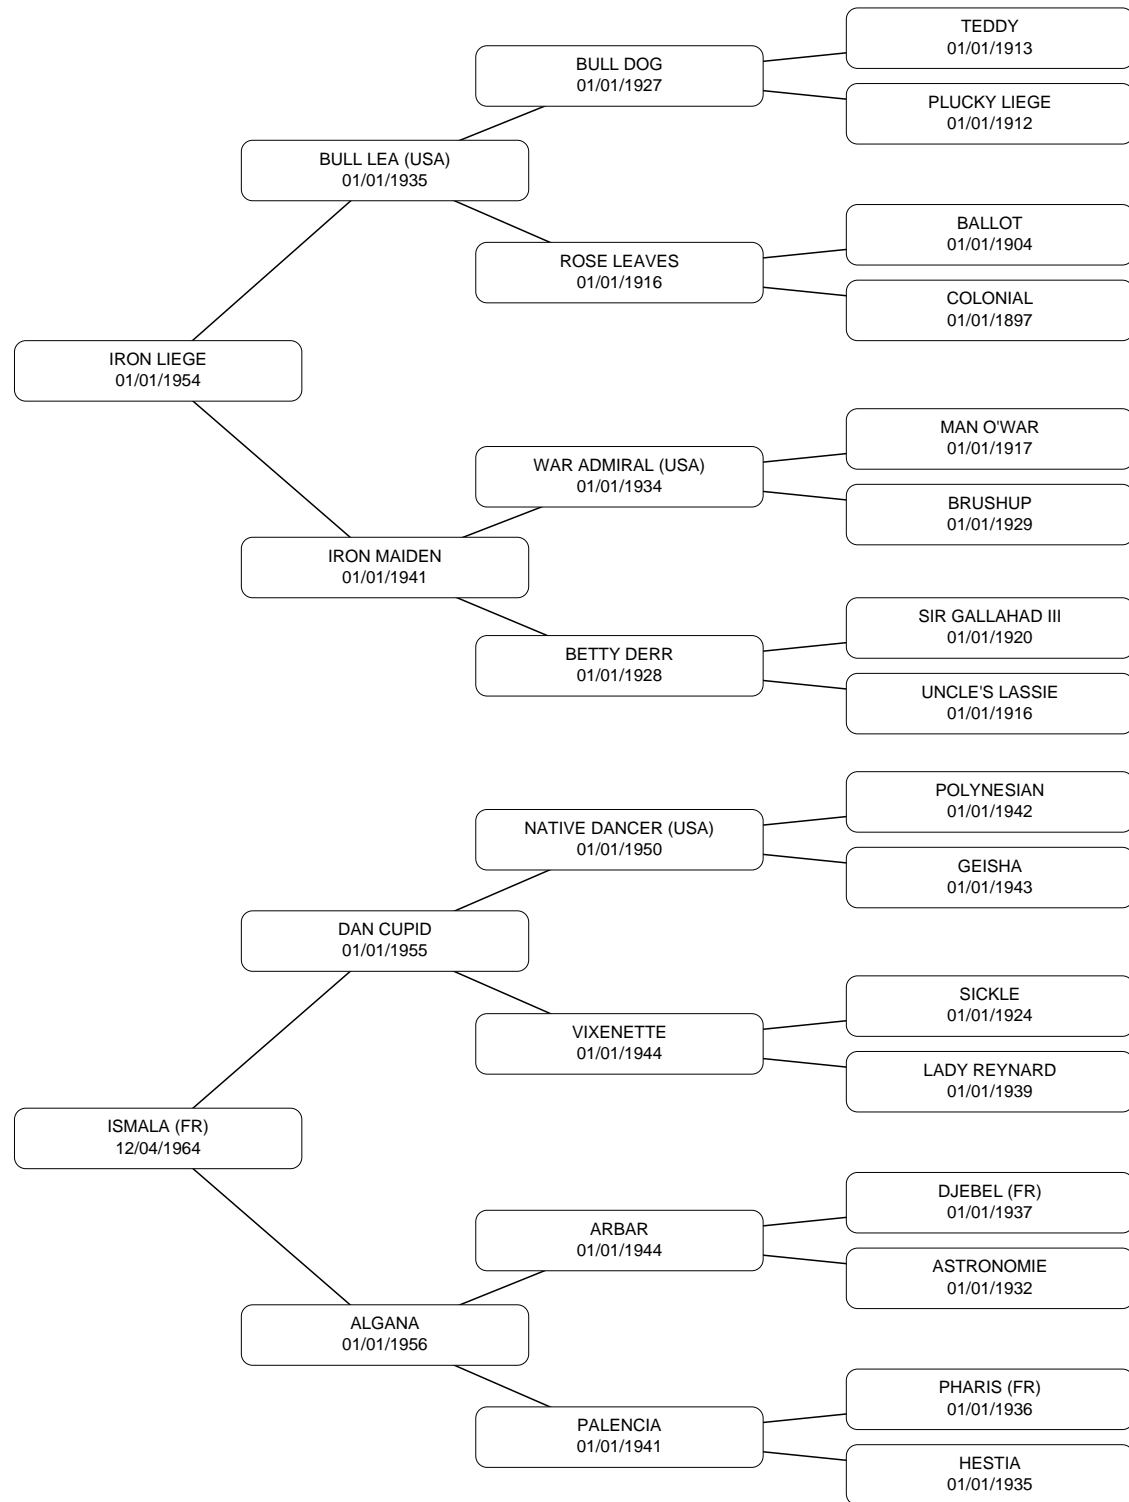 TEDDY
01/01/1913
BULL DOG
01/01/1927
PLUCKY LIEGE
01/01/1912
BULL LEA (USA)
01/01/1935
BALLOT
01/01/1904
ROSE LEAVES
01/01/1916
COLONIAL
01/01/1897
IRON LIEGE
01/01/1954
MAN O'WAR
01/01/1917
WAR ADMIRAL (USA)
01/01/1934
BRUSHUP
01/01/1929
IRON MAIDEN
01/01/1941
SIR GALLAHAD III
01/01/1920
BETTY DERR
01/01/1928
UNCLE'S LASSIE
01/01/1916
POLYNESIAN
01/01/1942
NATIVE DANCER (USA)
01/01/1950
GEISHA
01/01/1943
DAN CUPID
01/01/1955
SICKLE
01/01/1924
VIXENETTE
01/01/1944
LADY REYNARD
01/01/1939
ISMALA (FR)
12/04/1964
DJEBEL (FR)
01/01/1937
ARBAR
01/01/1944
ASTRONOMIE
01/01/1932
ALGANA
01/01/1956
PHARIS (FR)
01/01/1936
PALENCIA
01/01/1941
HESTIA
01/01/1935